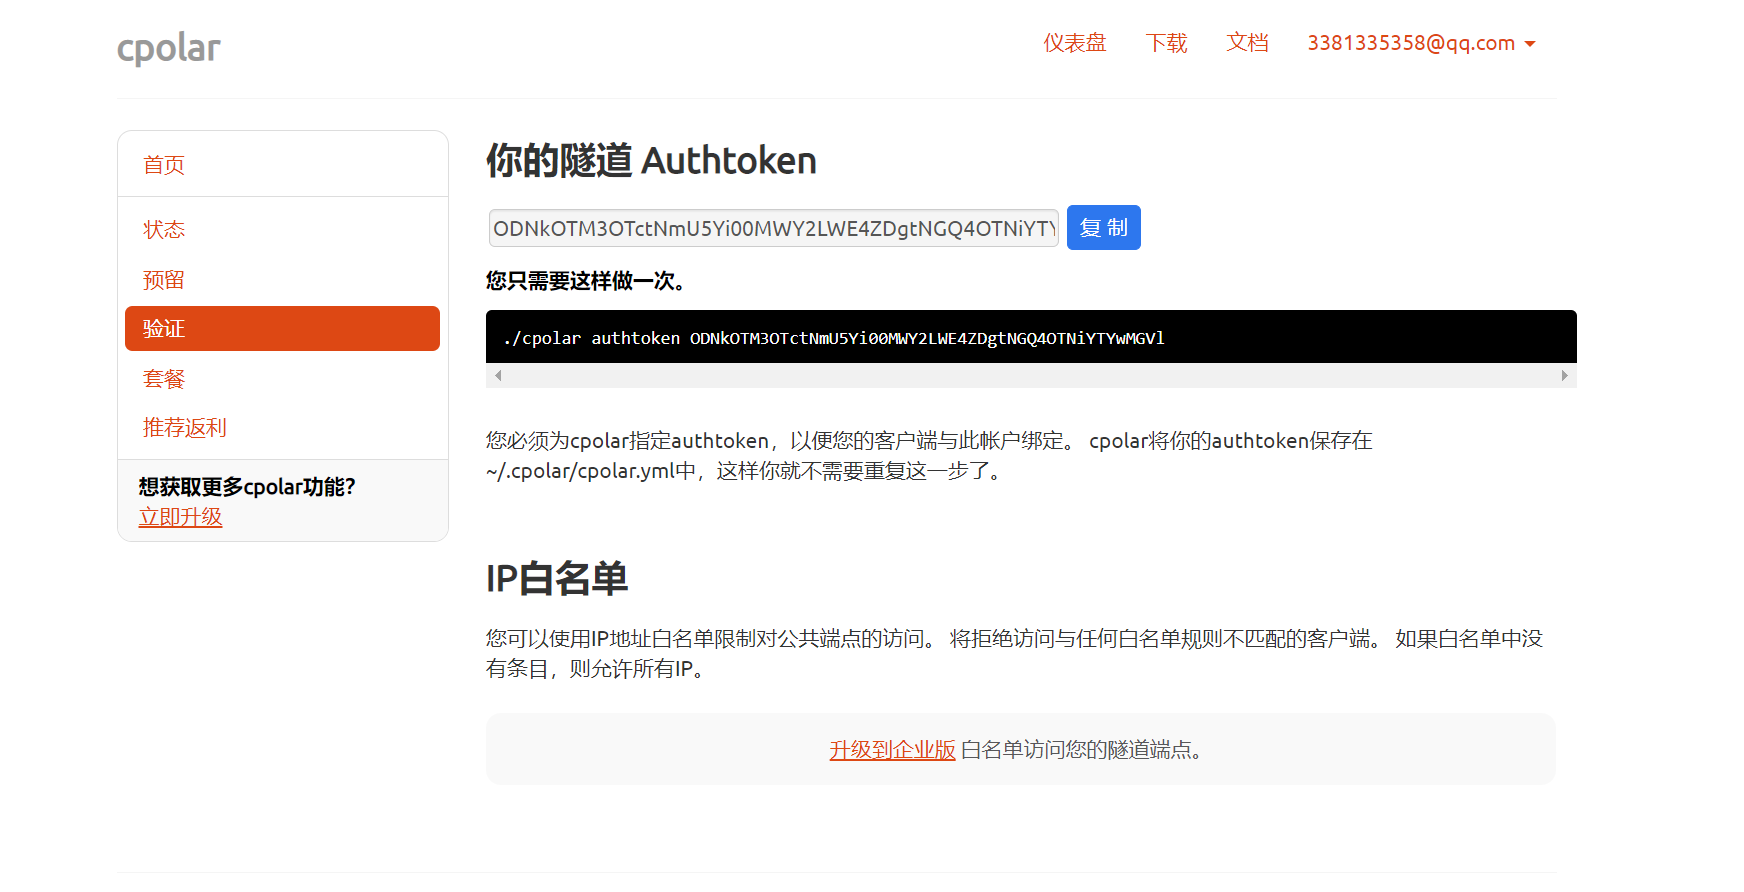 cpolar
仪表盘 下载 文档 3381335358@qq.com
首页
状态
预留
验证
套餐
推荐返利
想获取更多cpolar功能？
立即升级
你的隧道 Authtoken
ODNkOTM3OTctNmU5Yi00MWY2LWE4ZDgtNGQ4OTNiYTY 复 制
您只需要这样做一次。
./cpolar authtoken ODNkOTM3OTctNmU5Yi00MWY2LWE4ZDgtNGQ4OTNiYTYwMGVl
您必须为cpolar指定authtoken，以便您的客户端与此帐户绑定。 cpolar将你的authtoken保存在
~/.cpolar/cpolar.yml中，这样你就不需要重复这一步了。
IP白名单
您可以使用IP地址白名单限制对公共端点的访问。 将拒绝访问与任何白名单规则不匹配的客户端。 如果白名单中没
有条目，则允许所有IP。
升级到企业版 白名单访问您的隧道端点。